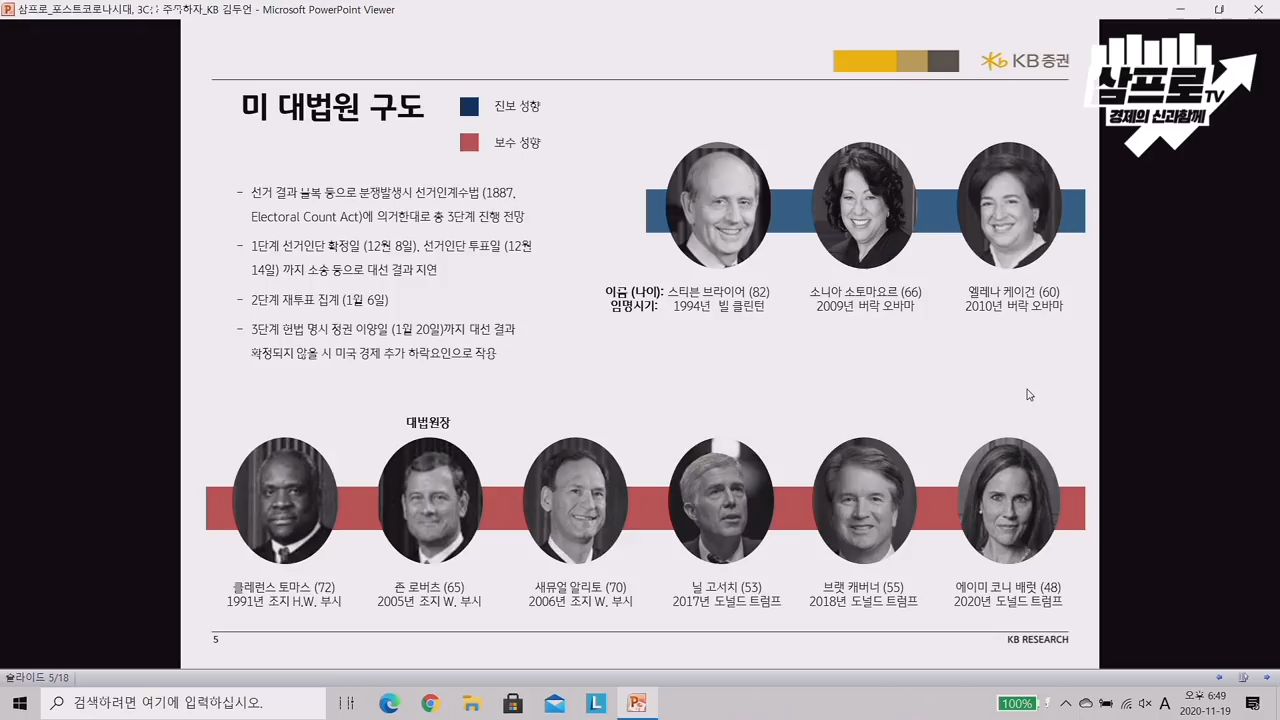 삼프로_포스트코로나시대, 3C에 주목하자_KB 김두언 - Microsoft PowerPoint Viewer
KB증권
삼프로TV
경제의 신과함께
미 대법원 구도
진보 성향
보수 성향
- 선거 결과 불복 등으로 분쟁발생시 선거인계수법 (1887,
Electoral Count Act)에 의거한대로 총 3단계 진행 전망
- 1단계 선거인단 확정일 (12월 8일), 선거인단 투표일 (12월
14일) 까지 소송 등으로 대선 결과 지연
- 2단계 재투표 집계 (1월 6일)
- 3단계 헌법 명시 정권 이양일 (1월 20일)까지 대선 결과
확정되지 않을 시 미국 경제 추가 하락요인으로 작용
이름 (나이): 스티븐 브라이어 (82) 소니아 소토마요르 (66) 엘레나 케이건 (60)
임명시기: 1994년 빌 클린턴 2009년 버락 오바마 2010년 버락 오바마
대법원장
클레런스 토마스 (72) 존 로버츠 (65) 새뮤얼 알리토 (70) 닐 고서치 (53) 브랫 캐버너 (55) 에이미 코니 배럿 (48)
1991년 조지 H.W. 부시 2005년 조지 W. 부시 2006년 조지 W. 부시 2017년 도널드 트럼프 2018년 도널드 트럼프 2020년 도널드 트럼프
5 KB RESEARCH
슬라이드 5/18
검색하려면 여기에 입력하십시오.
100% A 오후 6:49
2020-11-19